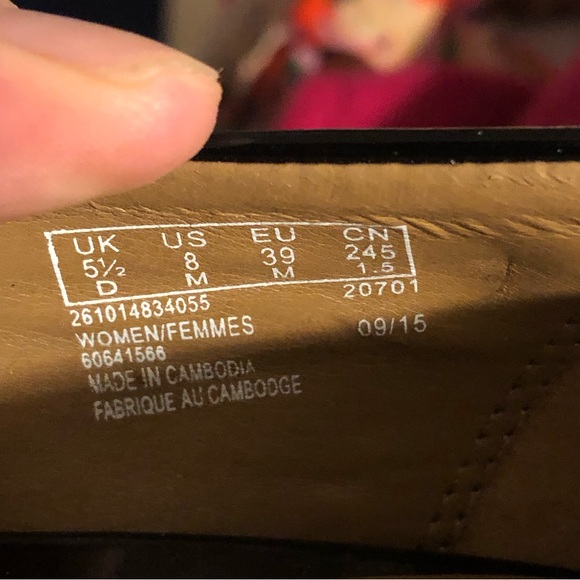 UK US EU CN
5½ 8 39 245
D M M 1.5
261014834055 20701
WOMEN/FEMMES 09/15
60641566
MADE IN CAMBODIA
FABRIQUE AU CAMBODGE